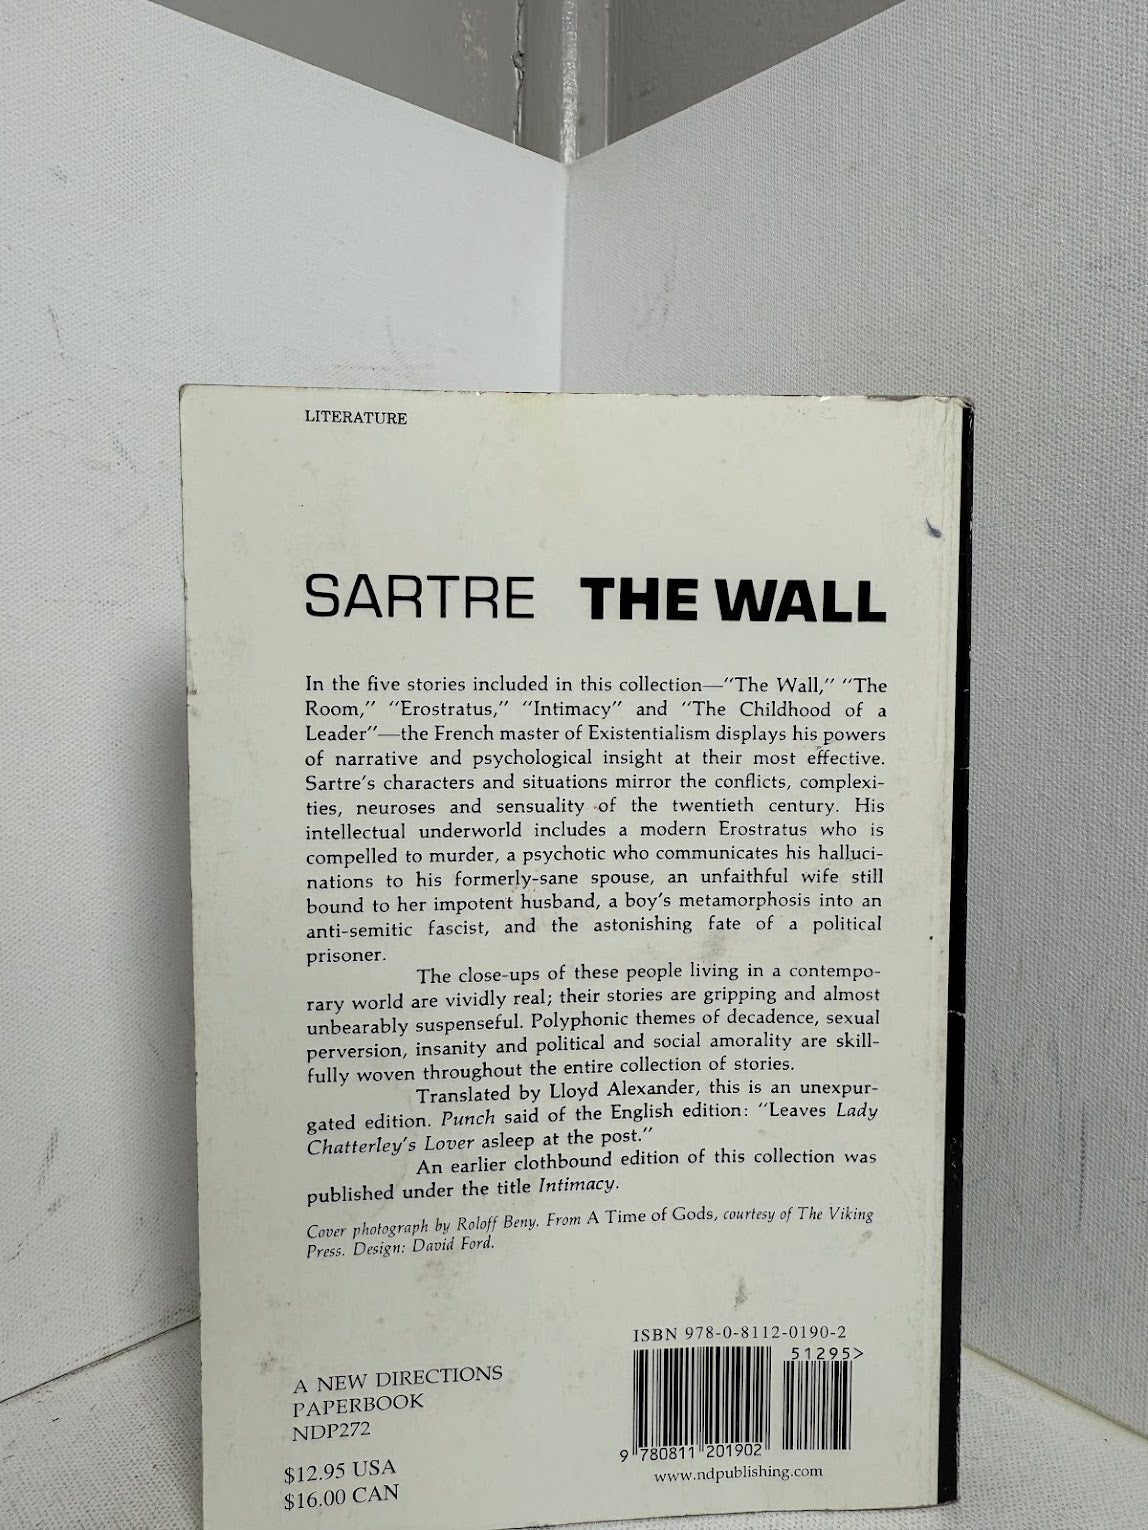 LITERATURE
SARTRE THE WALL
In the five stories included in this collection—“The Wall,” “The
Room,” “Erostratus,” “Intimacy” and “The Childhood of a
Leader”—the French master of Existentialism displays his powers
of narrative and psychological insight at their most effective.
Sartre’s characters and situations mirror the conflicts, complexi-
ties, neuroses and sensuality of the twentieth century. His
intellectual underworld includes a modern Erostratus who is
compelled to murder, a psychotic who communicates his halluci-
nations to his formerly-sane spouse, an unfaithful wife still
bound to her impotent husband, a boy’s metamorphosis into an
anti-semitic fascist, and the astonishing fate of a political
prisoner.
The close-ups of these people living in a contempo-
rary world are vividly real; their stories are gripping and almost
unbearably suspenseful. Polyphonic themes of decadence, sexual
perversion, insanity and political and social amorality are skill-
fully woven throughout the entire collection of stories.
Translated by Lloyd Alexander, this is an unexpur-
gated edition. Punch said of the English edition: “Leaves Lady
Chatterley’s Lover asleep at the post.”
An earlier clothbound edition of this collection was
published under the title Intimacy.
Cover photograph by Roloff Beny. From A Time of Gods, courtesy of The Viking
Press. Design: David Ford.
A NEW DIRECTIONS
PAPERBOOK
NDP272
$12.95 USA
$16.00 CAN
ISBN 978-0-8112-0190-2
51295>
9 780811 201902
www.ndpublishing.com